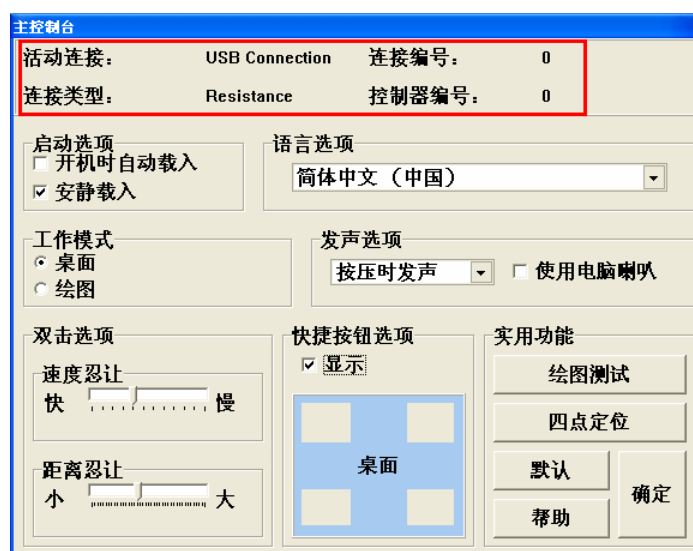 主控制台
活动连接： USB Connection 连接编号： 0
连接类型： Resistance 控制器编号： 0
启动选项
开机时自动载入
安静载入
语言选项
简体中文（中国）
工作模式
桌面
绘图
发声选项
按压时发声 使用电脑喇叭
双击选项
速度忍让
快 慢
距离忍让
小 大
快捷按钮选项
显示
桌面
实用功能
绘图测试
四点定位
默认
确定
帮助